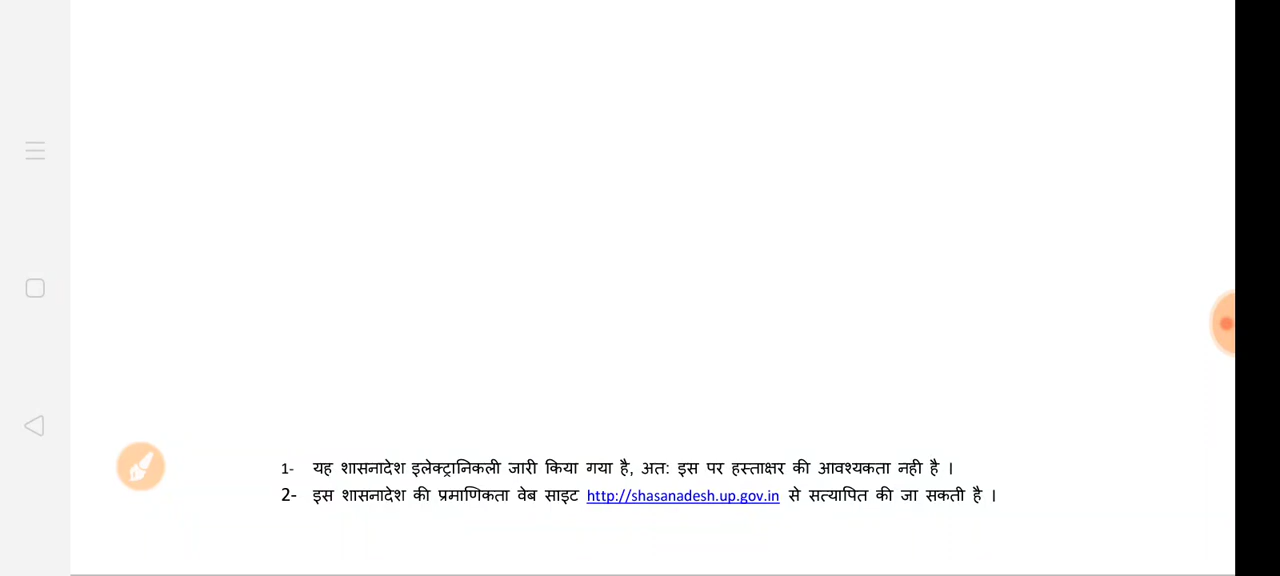 1- यह शासनादेश इलेक्ट्रानिकली जारी किया गया है, अत: इस पर हस्ताक्षर की आवश्यकता नही है ।
2- इस शासनादेश की प्रमाणिकता वेब साइट http://shasanadesh.up.gov.in से सत्यापित की जा सकती है ।